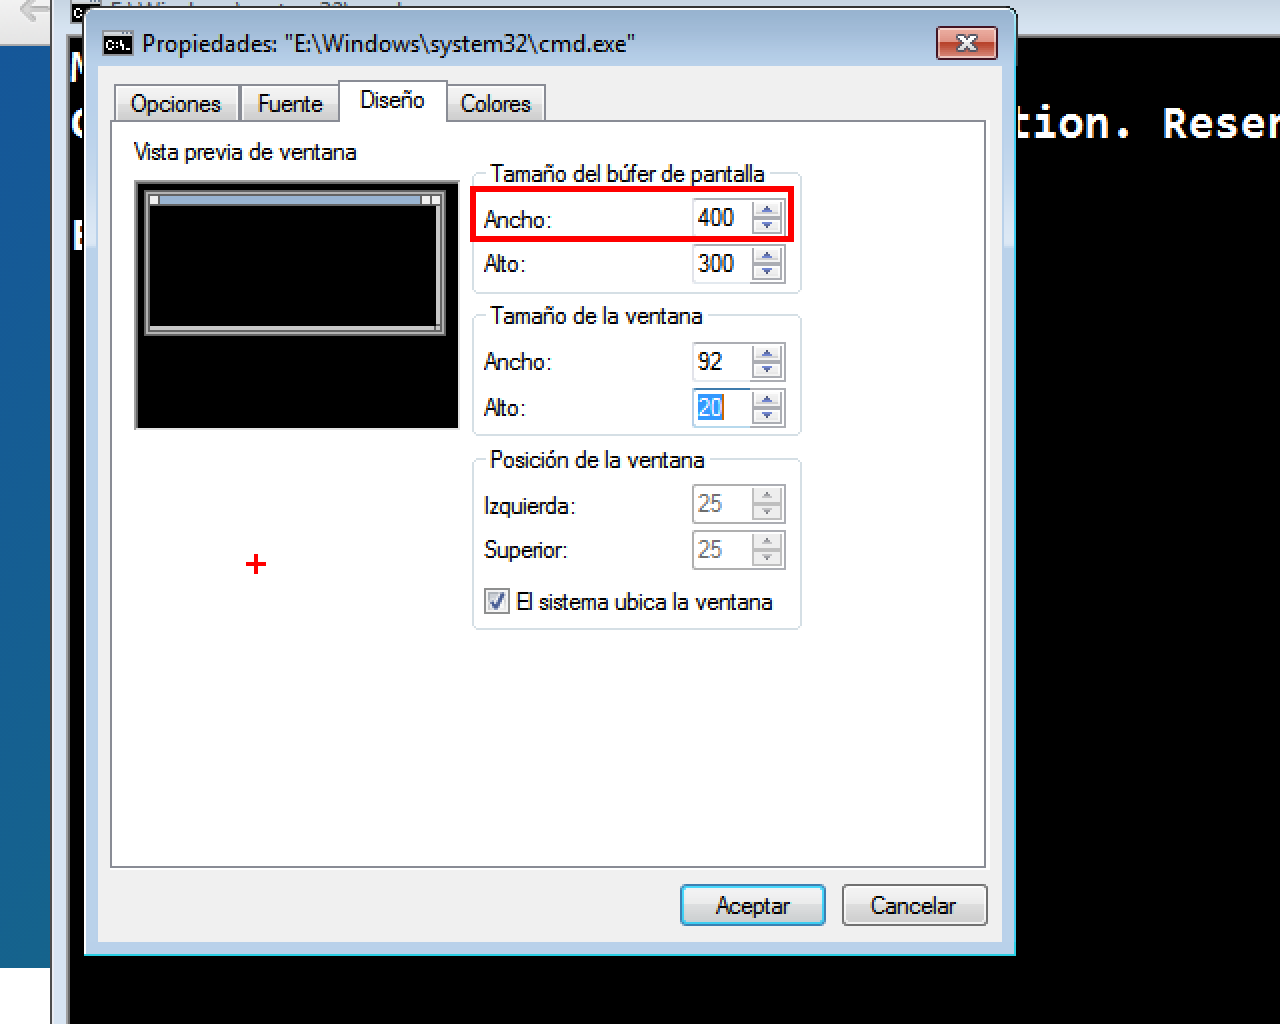 Propiedades: "E:\Windows\system32\cmd.exe"
Opciones Fuente Diseño Colores
tion. Reser
Vista previa de ventana
Tamaño del búfer de pantalla
Ancho: 400
Alto: 300
Tamaño de la ventana
Ancho: 92
Alto: 20
Posición de la ventana
Izquierda: 25
Superior: 25
El sistema ubica la ventana
Aceptar Cancelar